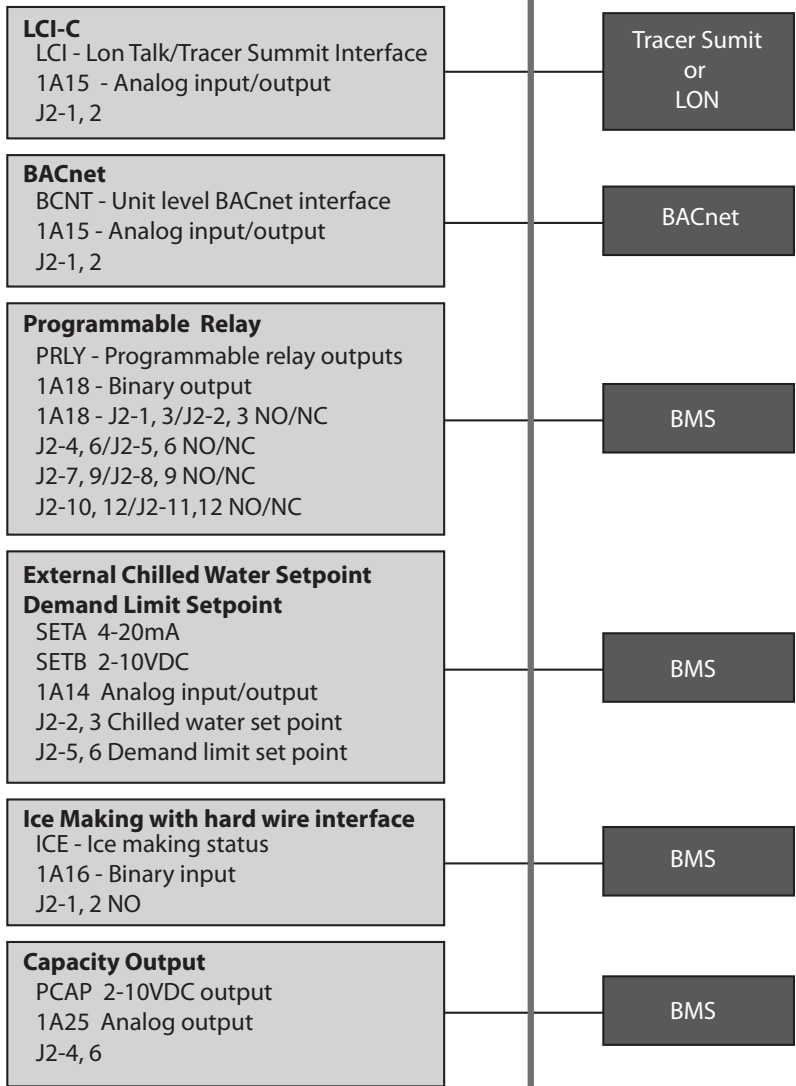 LCI-C
LCI - Lon Talk/Tracer Summit Interface
1A15 - Analog input/output
J2-1, 2
Tracer Sumit
or
LON
BACnet
BCNT - Unit level BACnet interface
1A15 - Analog input/output
J2-1, 2
BACnet
Programmable Relay
PRLY - Programmable relay outputs
1A18 - Binary output
1A18 - J2-1, 3/J2-2, 3 NO/NC
J2-4, 6/J2-5, 6 NO/NC
J2-7, 9/J2-8, 9 NO/NC
J2-10, 12/J2-11,12 NO/NC
BMS
External Chilled Water Setpoint
Demand Limit Setpoint
SETA 4-20mA
SETB 2-10VDC
1A14 Analog input/output
J2-2, 3 Chilled water set point
J2-5, 6 Demand limit set point
BMS
Ice Making with hard wire interface
ICE - Ice making status
1A16 - Binary input
J2-1, 2 NO
BMS
Capacity Output
PCAP 2-10VDC output
1A25 Analog output
J2-4, 6
BMS